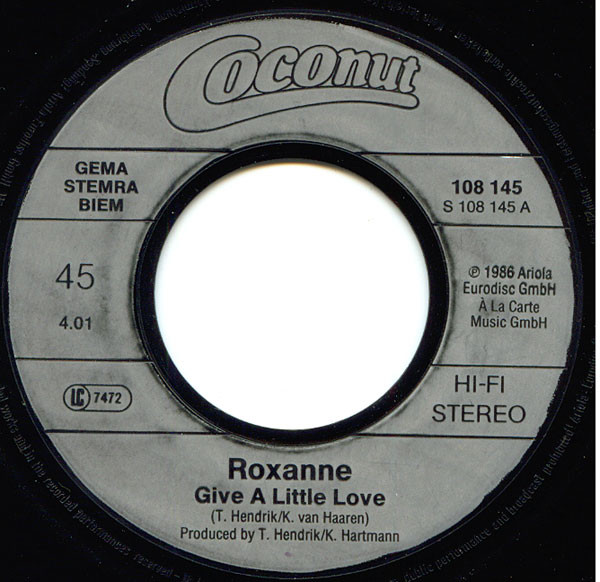 Coconut
GEMA
STEMRA
BIEM
108 145
S 108 145 A
45
4.01
℗ 1986 Ariola
Eurodisc GmbH
À La Carte
Music GmbH
LC 7472
HI-FI
STEREO
Roxanne
Give A Little Love
(T. Hendrik/K. van Haaren)
Produced by T. Hendrik/K. Hartmann